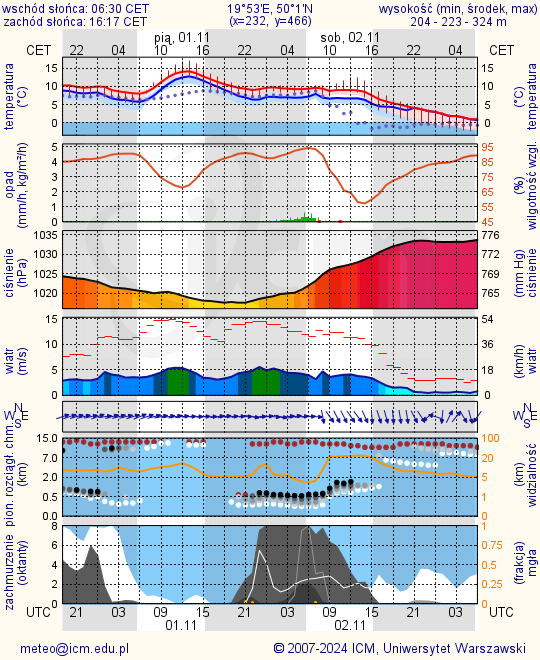 wschód słońca: 06:30 CET
19°53'E, 50°1'N
wysokość (min, środek, max)
zachód słońca: 16:17 CET
(x=232, y=466)
204 - 223 - 324 m
pią, 01.11
sob, 02.11
CET 22 04 10 16 22 04 10 16 22 04 CET
temperatura
(°C)
15
10
5
0
15
10
5
0
(°C)
temperatura
opad
(mm/h, kg/m²/h)
5
4
3
2
1
0
95
85
75
65
55
45
(%)
wilgotność wzgl.
ciśnienie
(hPa)
1035
1030
1025
1020
776
772
769
765
(mm Hg)
ciśnienie
wiatr
(m/s)
15
10
5
0
54
36
18
0
(km/h)
wiatr
N
W E
S
N
W E
S
pion. rozciągł. chm.
(km)
15.0
7.0
2.0
0.5
0.0
100
20
5
1
0
(km)
widzialność
zachmurzenie
(oktanty)
8
6
4
2
0
1
0.75
0.5
0.25
0
(frakcja)
mgła
UTC 21 03 09 15 21 03 09 15 21 03 UTC
01.11
02.11
meteo@icm.edu.pl
© 2007-2024 ICM, Uniwersytet Warszawski